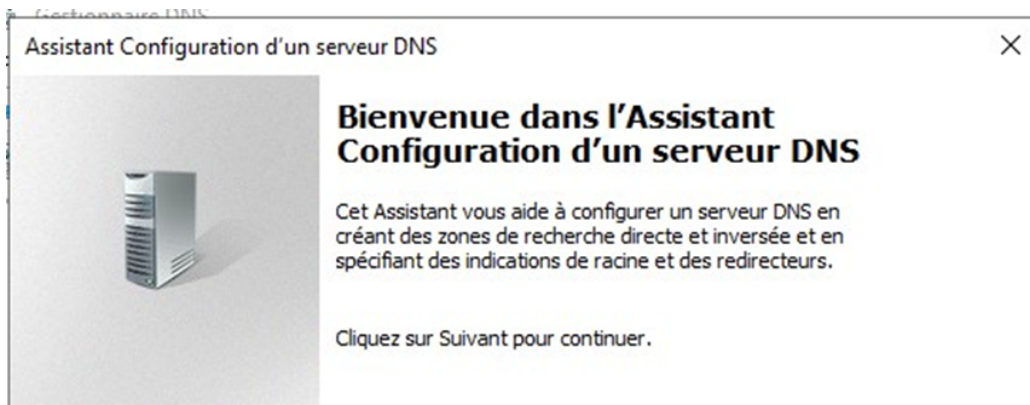 Gestionnaire DNS
Assistant Configuration d'un serveur DNS
Bienvenue dans l'Assistant
Configuration d'un serveur DNS
Cet Assistant vous aide à configurer un serveur DNS en
créant des zones de recherche directe et inversée et en
spécifiant des indications de racine et des redirecteurs.
Cliquez sur Suivant pour continuer.